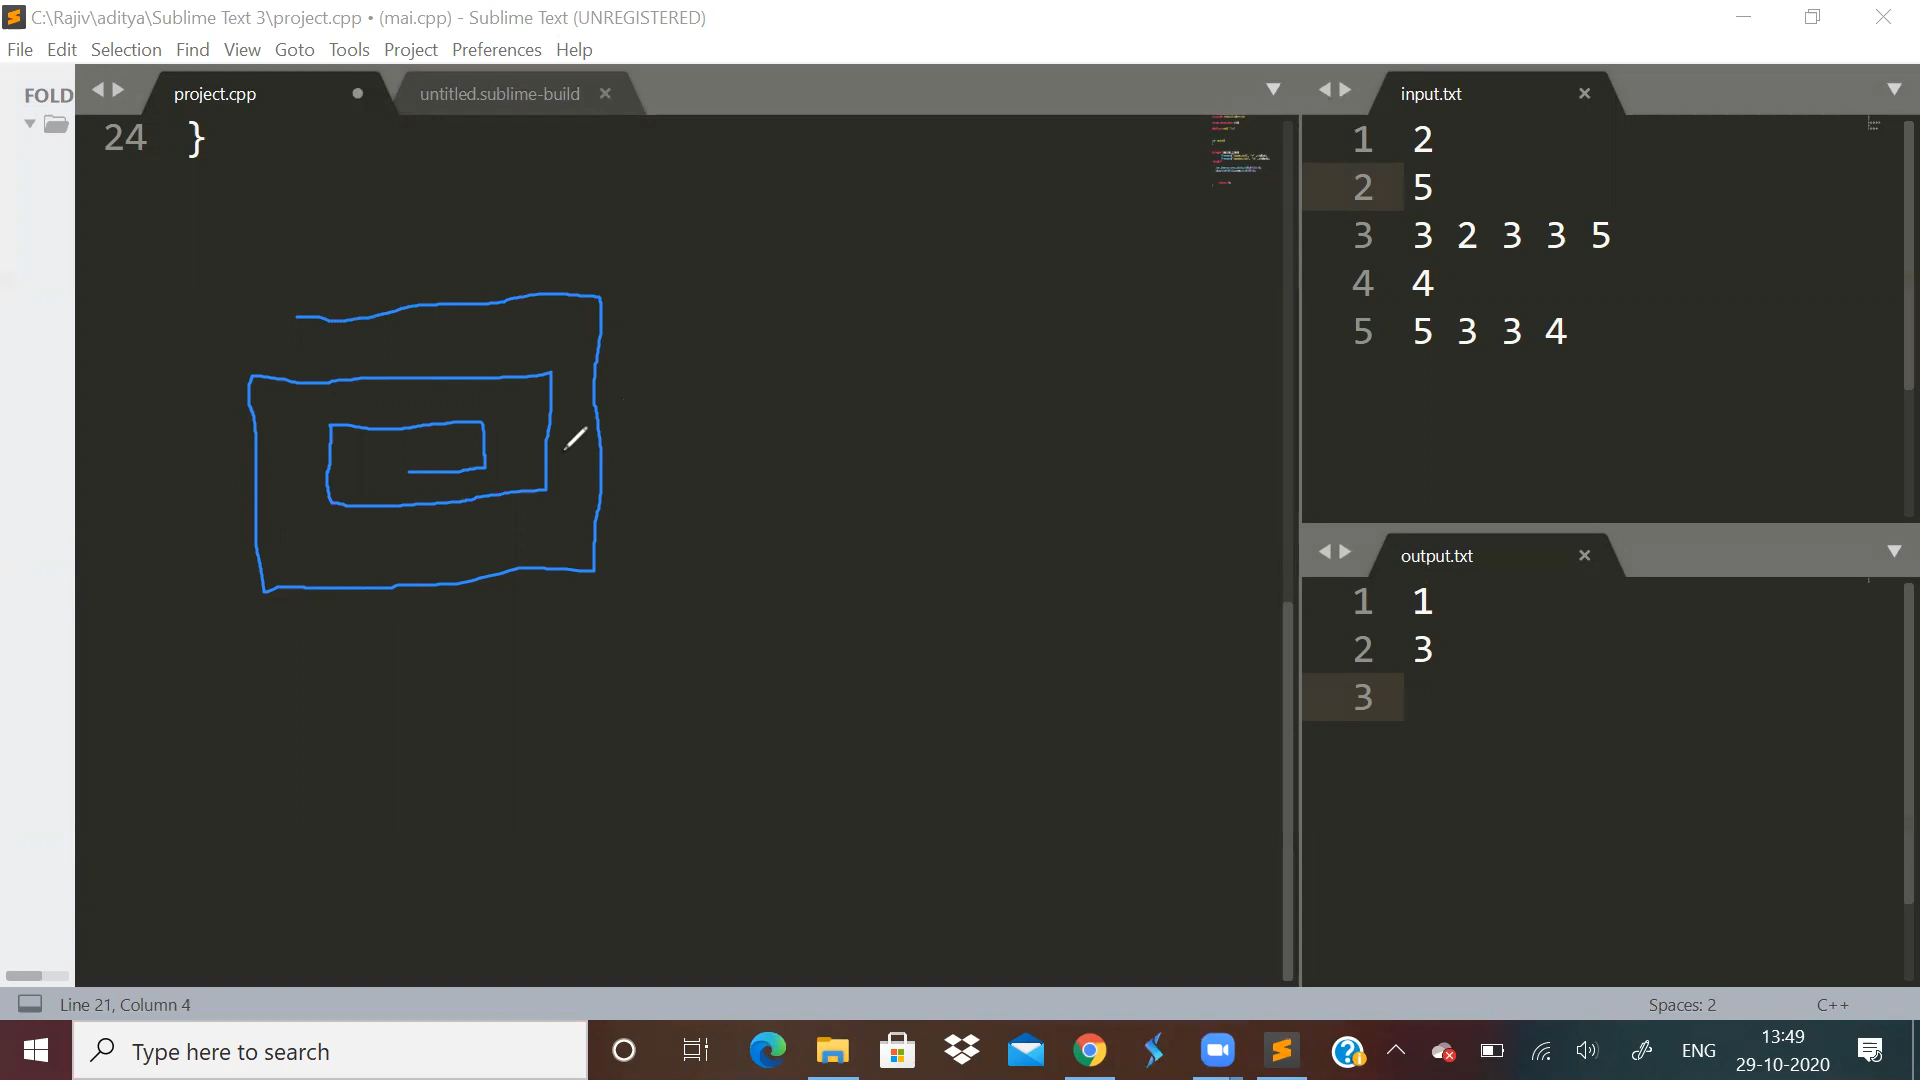 C:\Rajiv\aditya\Sublime Text 3\project.cpp • (mai.cpp) - Sublime Text (UNREGISTERED)
File Edit Selection Find View Goto Tools Project Preferences Help
FOLD
project.cpp
untitled.sublime-build
24 }
input.txt
1 2
2 5
3 3 2 3 3 5
4 4
5 5 3 3 4
output.txt
1 1
2 3
3
Line 21, Column 4
Spaces: 2
C++
Type here to search
ENG
13:49
29-10-2020